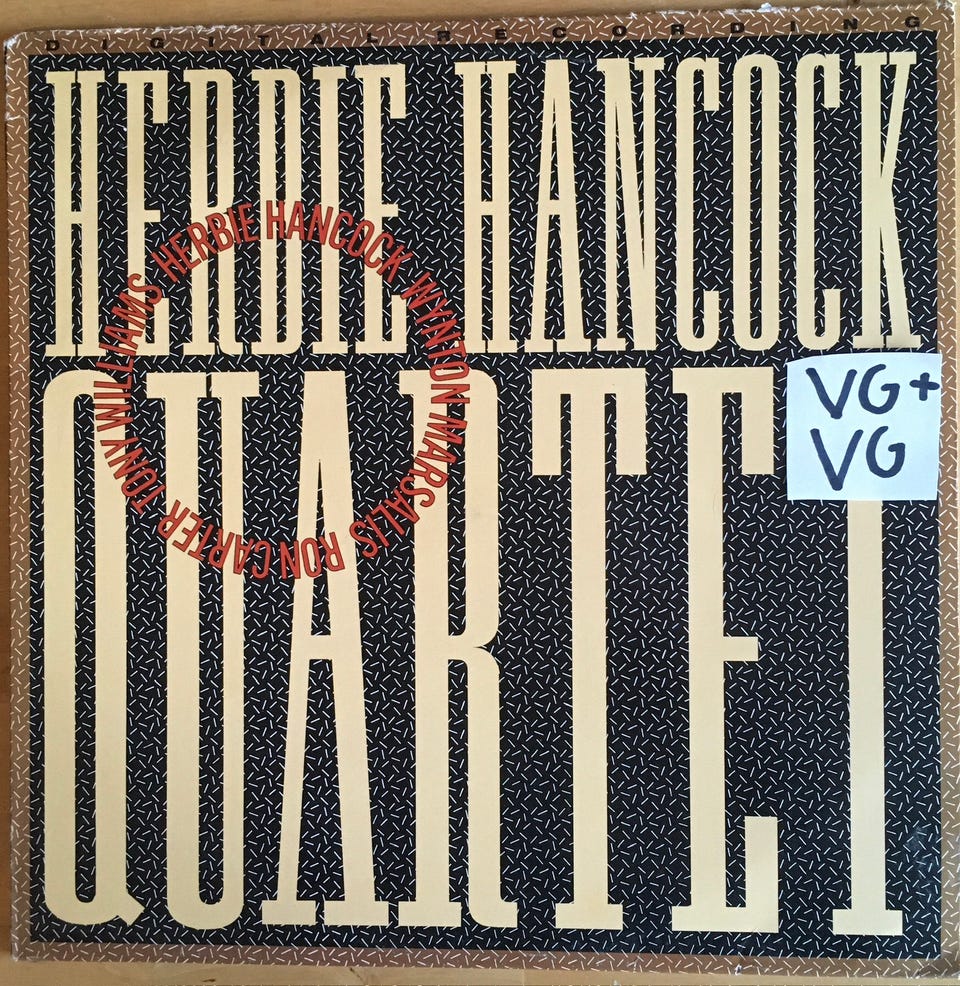 DIGITAL RECORDING
HERBIE HANCOCK
QUARTET
HERBIE HANCOCK WYNTON MARSALIS RON CARTER TONY WILLIAMS
VG+
VG